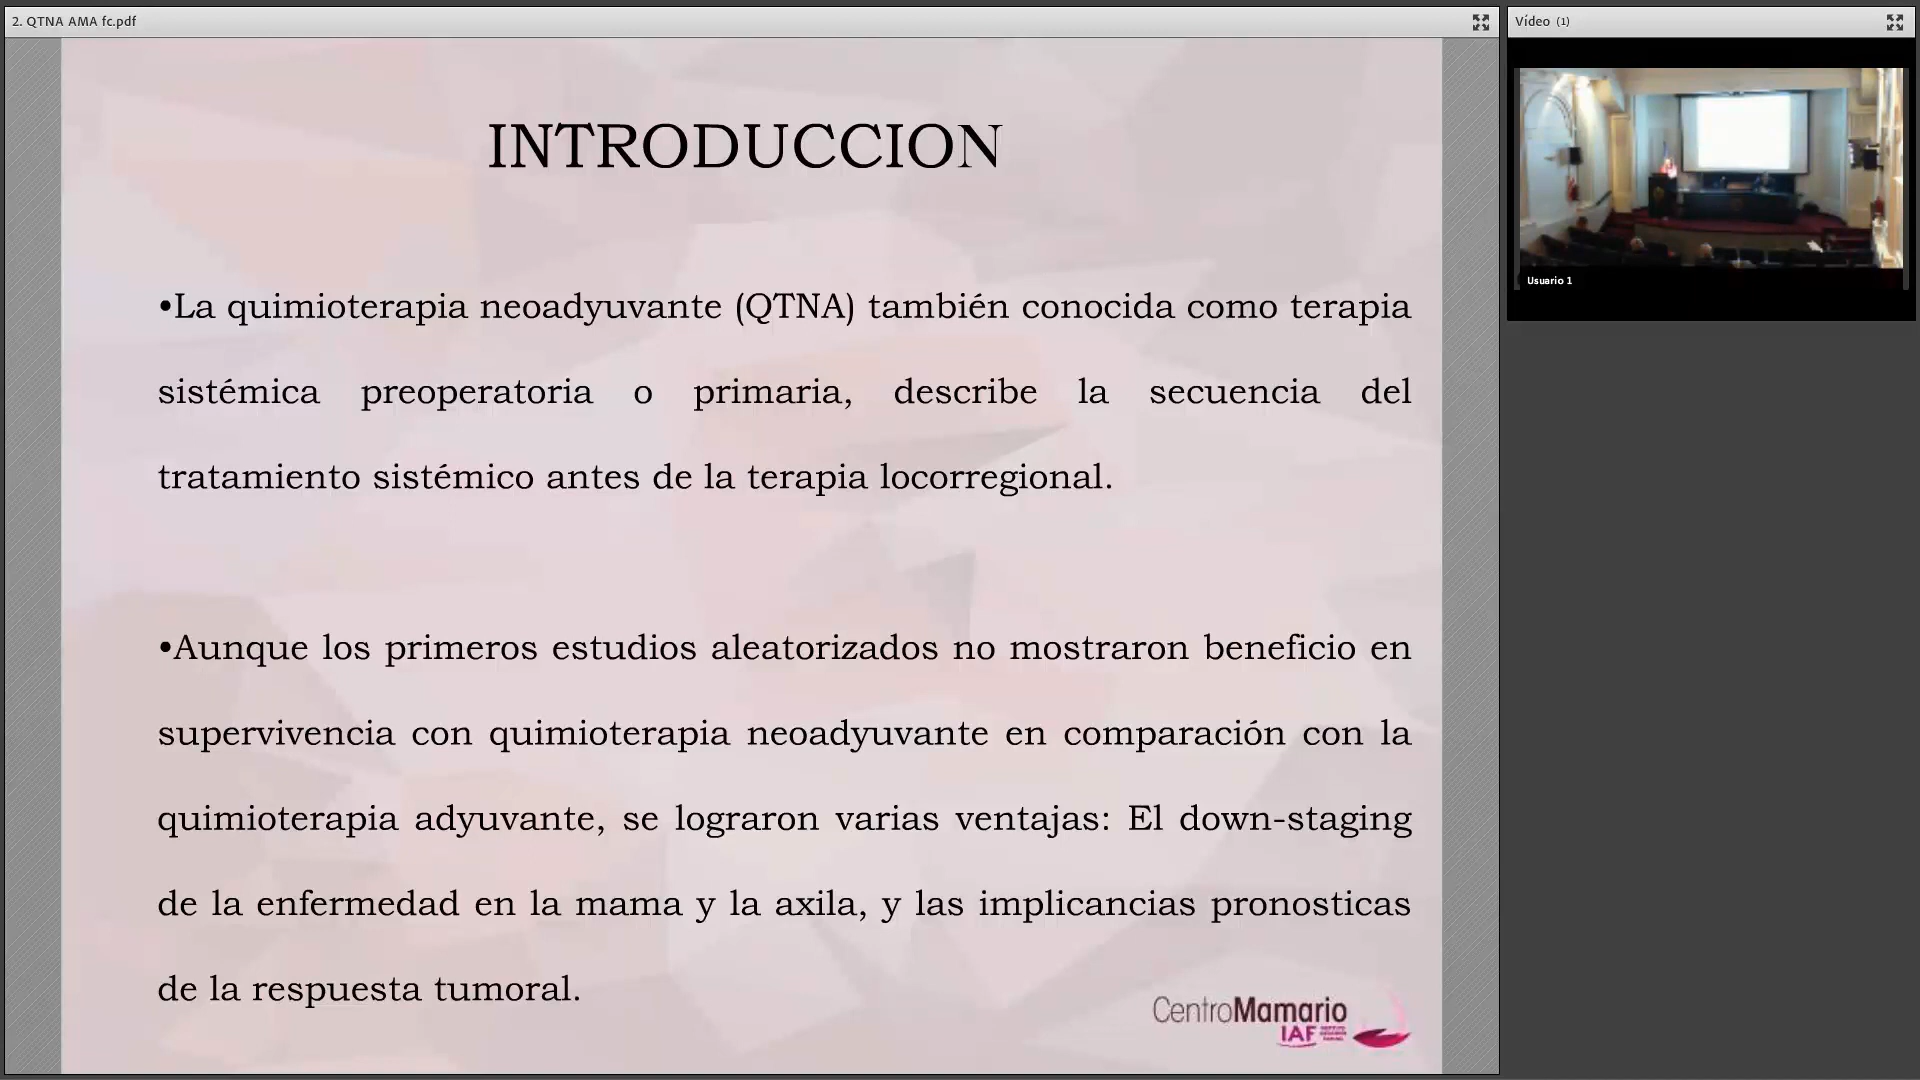 2. QTNA AMA fc.pdf
INTRODUCCION
•La quimioterapia neoadyuvante (QTNA) también conocida como terapia
sistémica preoperatoria o primaria, describe la secuencia del
tratamiento sistémico antes de la terapia locorregional.
•Aunque los primeros estudios aleatorizados no mostraron beneficio en
supervivencia con quimioterapia neoadyuvante en comparación con la
quimioterapia adyuvante, se lograron varias ventajas: El down-staging
de la enfermedad en la mama y la axila, y las implicancias pronosticas
de la respuesta tumoral.
CentroMamario
IAF
Vídeo (1)
Usuario 1